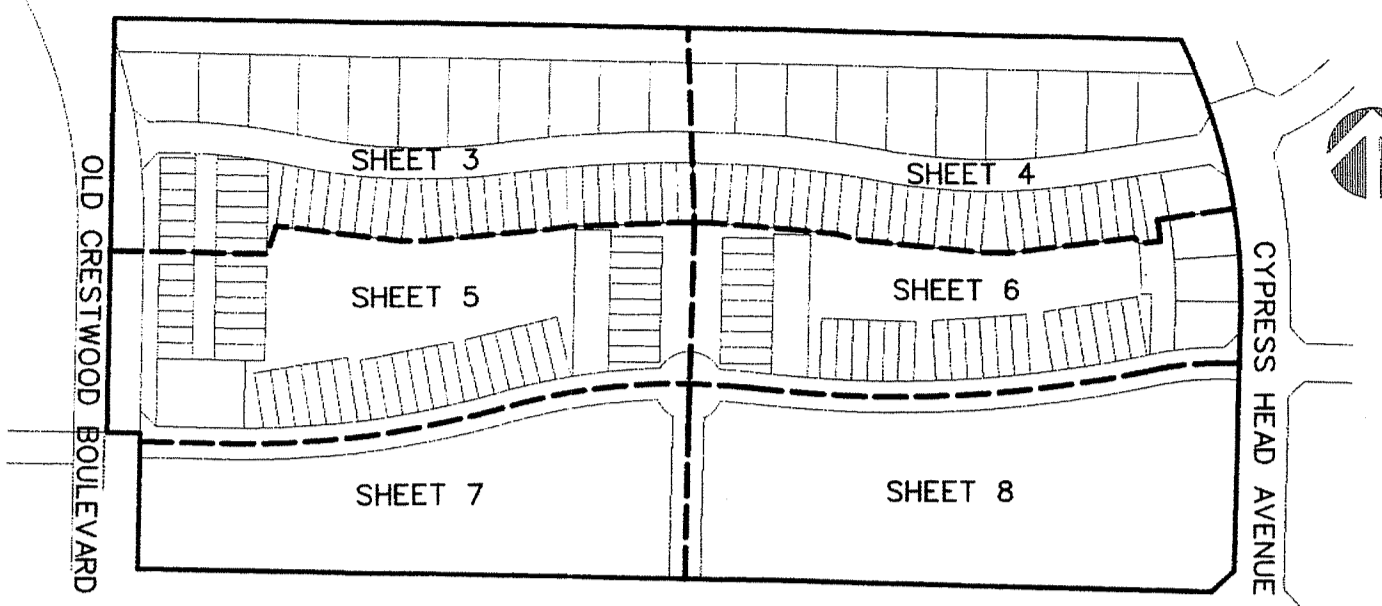 SHEET 3
SHEET 4
OLD CRESTWOOD BOULEVARD
SHEET 5
SHEET 6
CYPRESS HEAD AVENUE
SHEET 7
SHEET 8